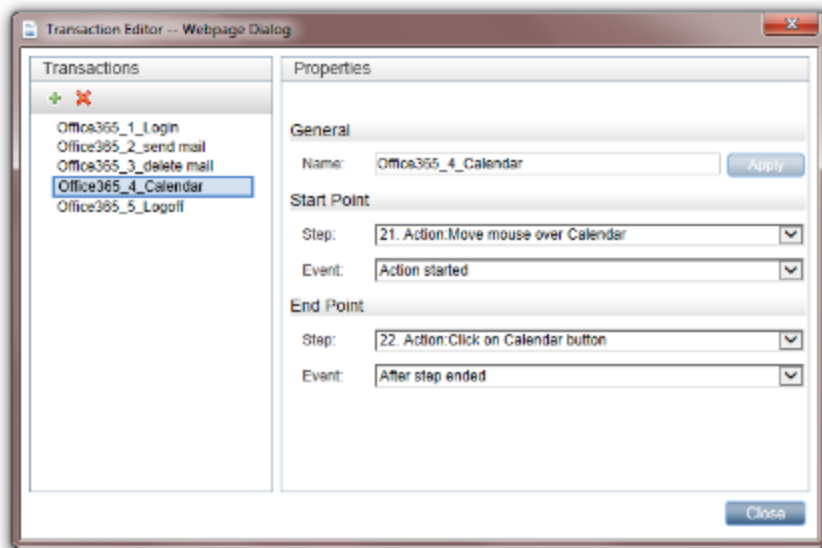 Transaction Editor -- Webpage Dialog
Transactions
Office365_1_Login
Office365_2_send mail
Office365_3_delete mail
Office365_4_Calendar
Office365_5_Logoff
Properties
General
Name: Office365_4_Calendar Apply
Start Point
Step: 21. Action:Move mouse over Calendar
Event: Action started
End Point
Step: 22. Action:Click on Calendar button
Event: After step ended
Close